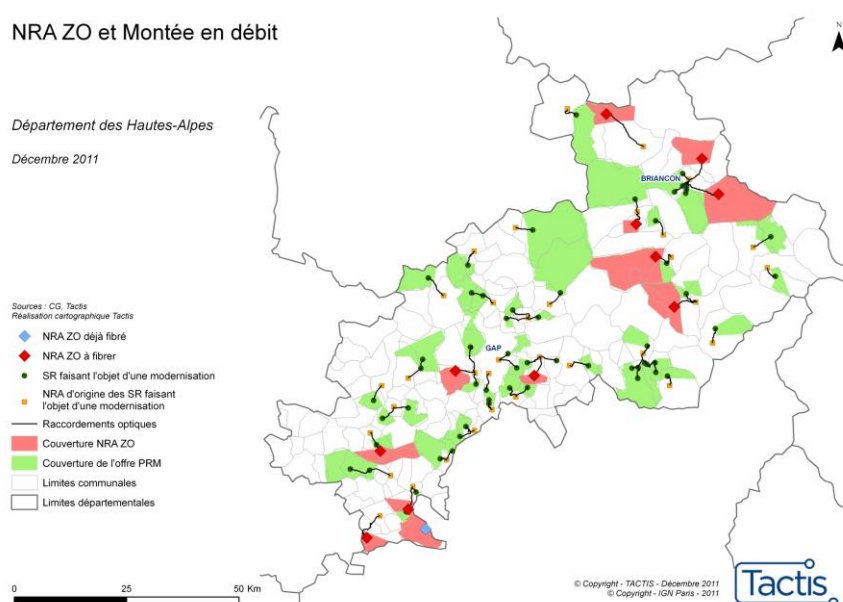 NRA ZO et Montée en débit
Département des Hautes-Alpes
Décembre 2011
N
BRIANCON
GAP
Sources : CG, Tactis
Réalisation cartographique Tactis
NRA ZO déjà fibré
NRA ZO à fibrer
SR faisant l'objet d'une modernisation
NRA d'origine des SR faisant
l'objet d'une modernisation
Raccordements optiques
Couverture NRA ZO
Couverture de l'offre PRM
Limites communales
Limites départementales
0 25 50 Km
© Copyright - TACTIS - Décembre 2011
© Copyright - IGN Paris - 2011
Tactis